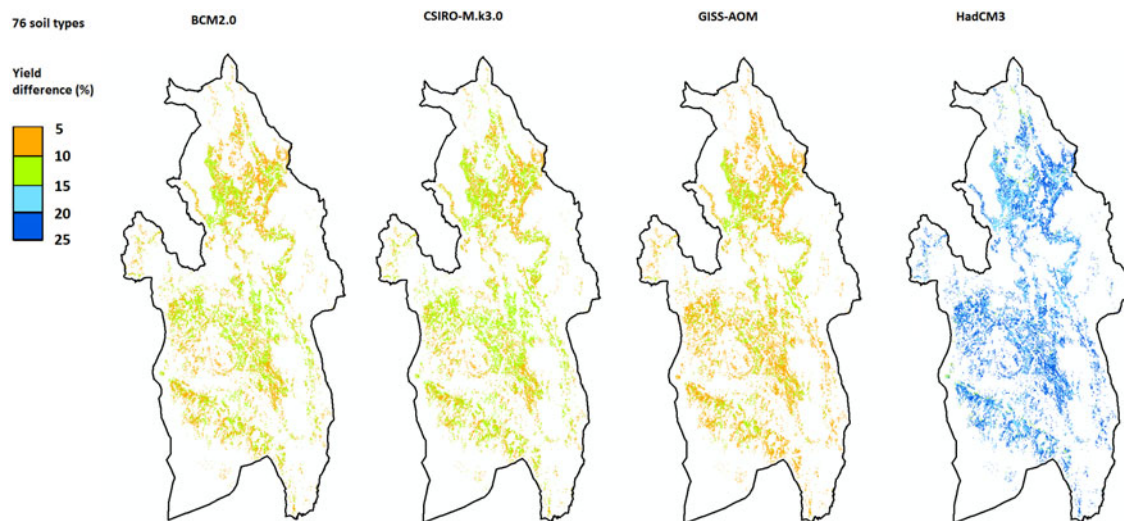 76 soil types
BCM2.0
CSIRO-M.k3.0
GISS-AOM
HadCM3
Yield
difference (%)
5
10
15
20
25